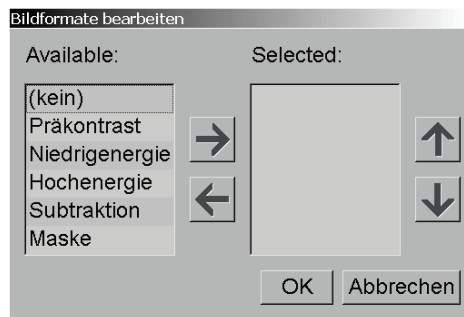 Bildformate bearbeiten
Available:
Selected:
(kein)
Präkontrast
Niedrigenergie
Hochenergie
Subtraktion
Maske
OK
Abbrechen